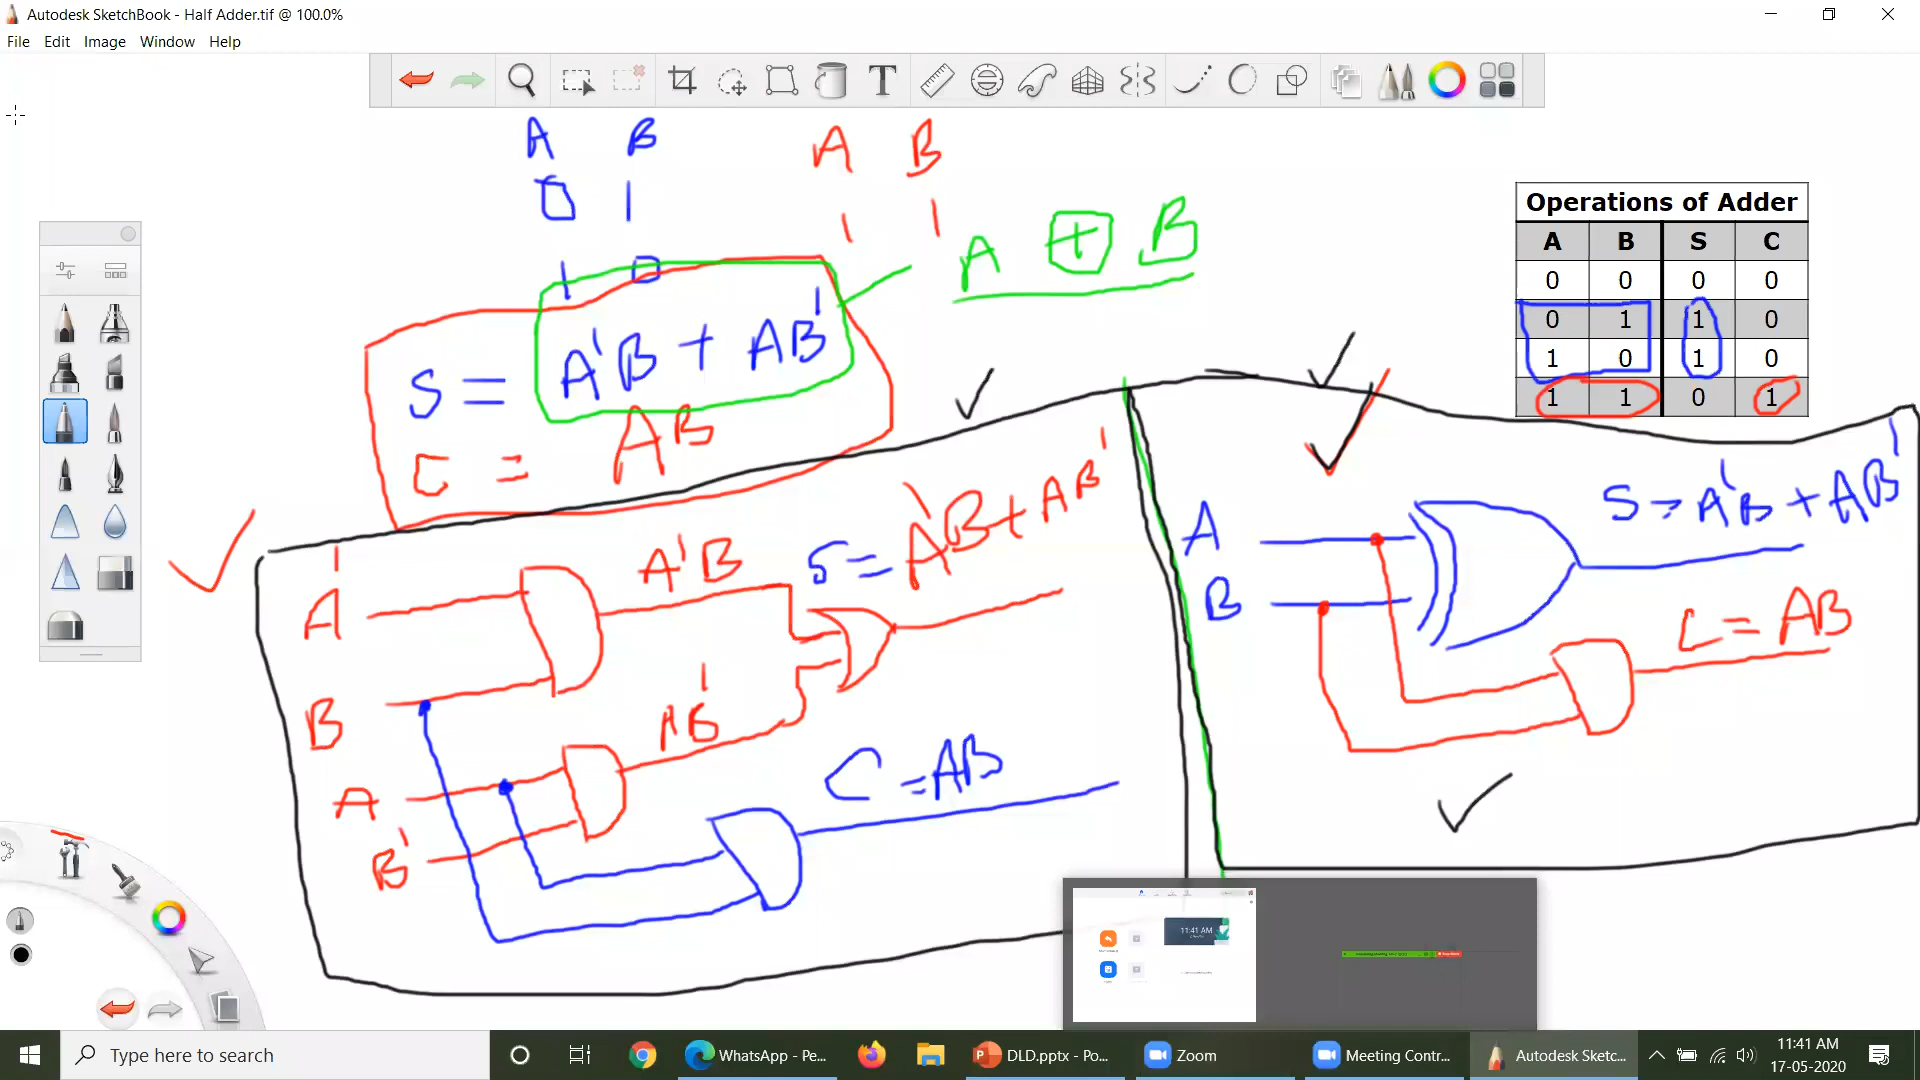 Autodesk SketchBook - Half Adder.tif @ 100.0%
File Edit Image Window Help
A B
0 1
1 0
A B
1 1
A ⊕ B
S = A'B + AB'
C = AB
Operations of Adder
A B S C
0 0 0 0
0 1 1 0
1 0 1 0
1 1 0 1
A'
B
A
B'
A'B
AB'
S = A'B + AB'
C = AB
A
B
S = A'B + AB'
C = AB
11:41 AM
Type here to search
WhatsApp - Pe...
DLD.pptx - Po...
Zoom
Meeting Contr...
Autodesk Sketc...
11:41 AM
17-05-2020